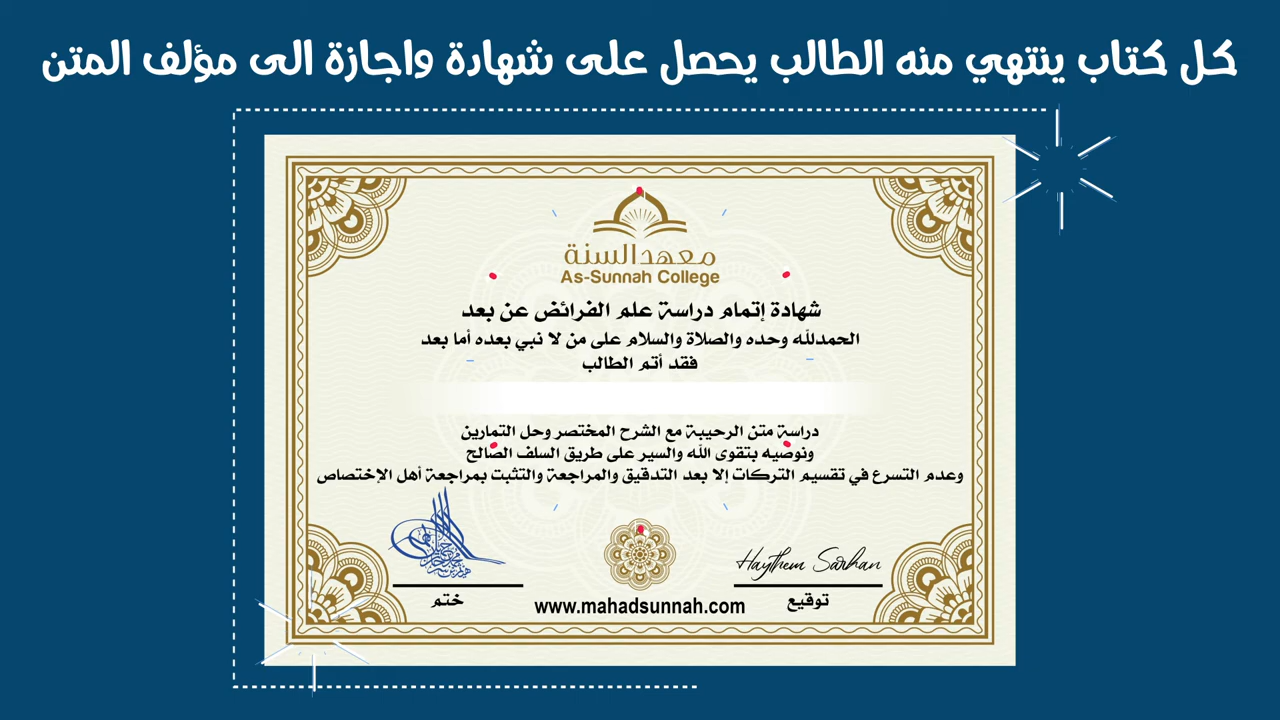 كل كتاب ينتهي منه الطالب يحصل على شهادة واجازة الى مؤلف المتن
معهد السنة
As-Sunnah College
شهادة إتمام دراسة علم الفرائض عن بعد
الحمدلله وحده والصلاة والسلام على من لا نبي بعده أما بعد
فقد أتم الطالب
دراسة متن الرحيبة مع الشرح المختصر وحل التمارين
ونوصيه بتقوى الله والسير على طريق السلف الصالح
وعدم التسرع في تقسيم التركات إلا بعد التدقيق والمراجعة والتثبت بمراجعة أهل الإختصاص
Haythem Sarhan
توقيع
ختم
www.mahadsunnah.com